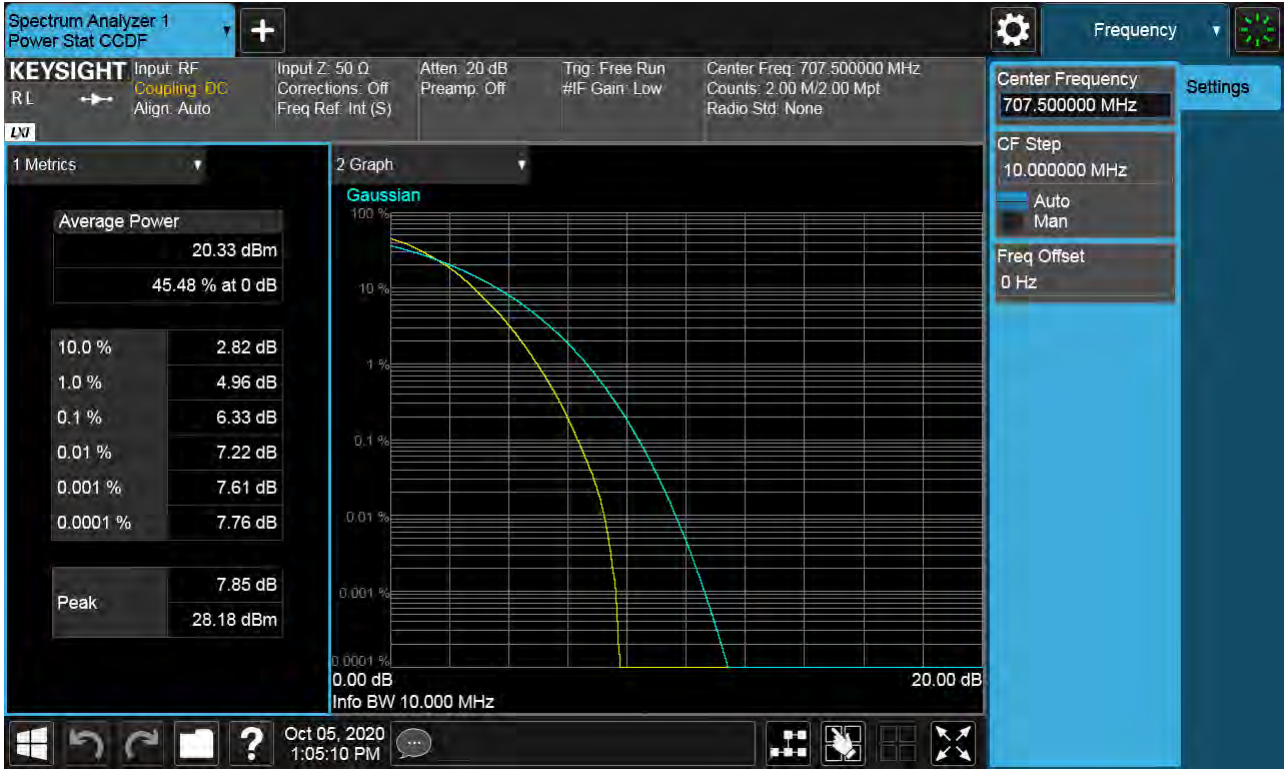 Spectrum Analyzer 1
Power Stat CCDF
Frequency
KEYSIGHT
R L
LXI
Input: RF
Coupling: DC
Align: Auto
Input Z: 50 Ω
Corrections: Off
Freq Ref: Int (S)
Atten: 20 dB
Preamp: Off
Trig: Free Run
#IF Gain: Low
Center Freq: 707.500000 MHz
Counts: 2.00 M/2.00 Mpt
Radio Std: None
Center Frequency
707.500000 MHz
Settings
CF Step
10.000000 MHz
Auto
Man
Freq Offset
0 Hz
1 Metrics
Average Power
20.33 dBm
45.48 % at 0 dB
10.0 % 2.82 dB
1.0 % 4.96 dB
0.1 % 6.33 dB
0.01 % 7.22 dB
0.001 % 7.61 dB
0.0001 % 7.76 dB
Peak
7.85 dB
28.18 dBm
2 Graph
Gaussian
100 %
10 %
1 %
0.1 %
0.01 %
0.001 %
0.0001 %
0.00 dB 20.00 dB
Info BW 10.000 MHz
?
Oct 05, 2020
1:05:10 PM